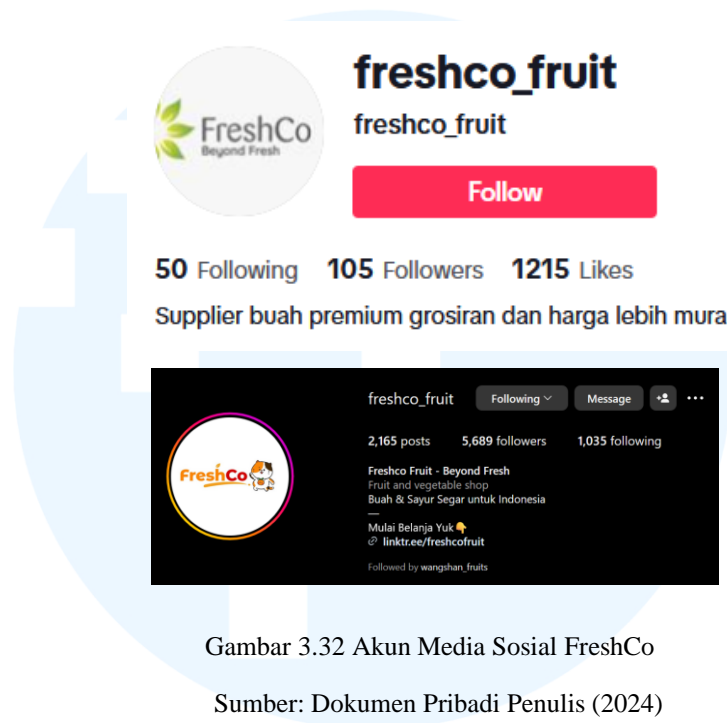 freshco_fruit
FreshCo
Beyond Fresh
freshco_fruit
Follow
50 Following 105 Followers 1215 Likes
Supplier buah premium grosiran dan harga lebih mura
freshco_fruit Following Message
2,165 posts 5,689 followers 1,035 following
FreshCo
Freshco Fruit - Beyond Fresh
Fruit and vegetable shop
Buah & Sayur Segar untuk Indonesia
—
Mulai Belanja Yuk👇
linktr.ee/freshcofruit
Followed by wangshan_fruits
Gambar 3.32 Akun Media Sosial FreshCo
Sumber: Dokumen Pribadi Penulis (2024)